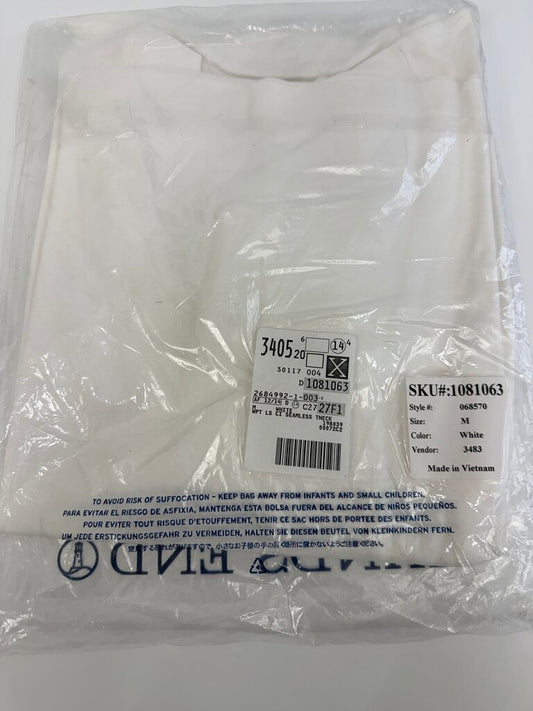 3405 20
6
14 4
30117 004
D 1081063
2684992-1-003
C27 27F1
M WHITE
LS LC SEAMLESS TNECK
SKU#:1081063
Style #: 068570
Size: M
Color: White
Vendor: 3483
Made in Vietnam
TO AVOID RISK OF SUFFOCATION - KEEP BAG AWAY FROM INFANTS AND SMALL CHILDREN.
PARA EVITAR EL RIESGO DE ASFIXIA, MANTENGA ESTA BOLSA FUERA DEL ALCANCE DE NIÑOS PEQUEÑOS.
POUR EVITER TOUT RISQUE D'ETOUFFEMENT, TENIR CE SAC HORS DE PORTEE DES ENFANTS.
UM JEDE ERSTICKUNGSGEFAHR ZU VERMEIDEN, HALTEN SIE DIESEN BEUTEL VON KLEINKINDERN FERN.
END